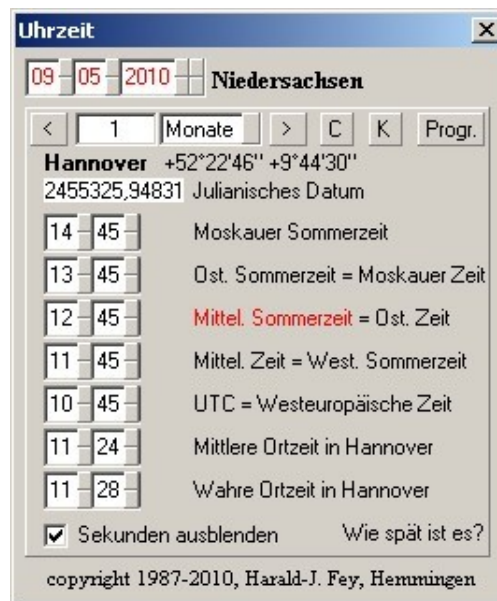 Uhrzeit
09 05 2010 Niedersachsen
< 1 Monate > C K Progr.
Hannover +52°22'46" +9°44'30"
2455325,94831 Julianisches Datum
14 45 Moskauer Sommerzeit
13 45 Ost. Sommerzeit = Moskauer Zeit
12 45 Mittel. Sommerzeit = Ost. Zeit
11 45 Mittel. Zeit = West. Sommerzeit
10 45 UTC = Westeuropäische Zeit
11 24 Mittlere Ortzeit in Hannover
11 28 Wahre Ortzeit in Hannover
Sekunden ausblenden Wie spät ist es?
copyright 1987-2010, Harald-J. Fey, Hemmingen